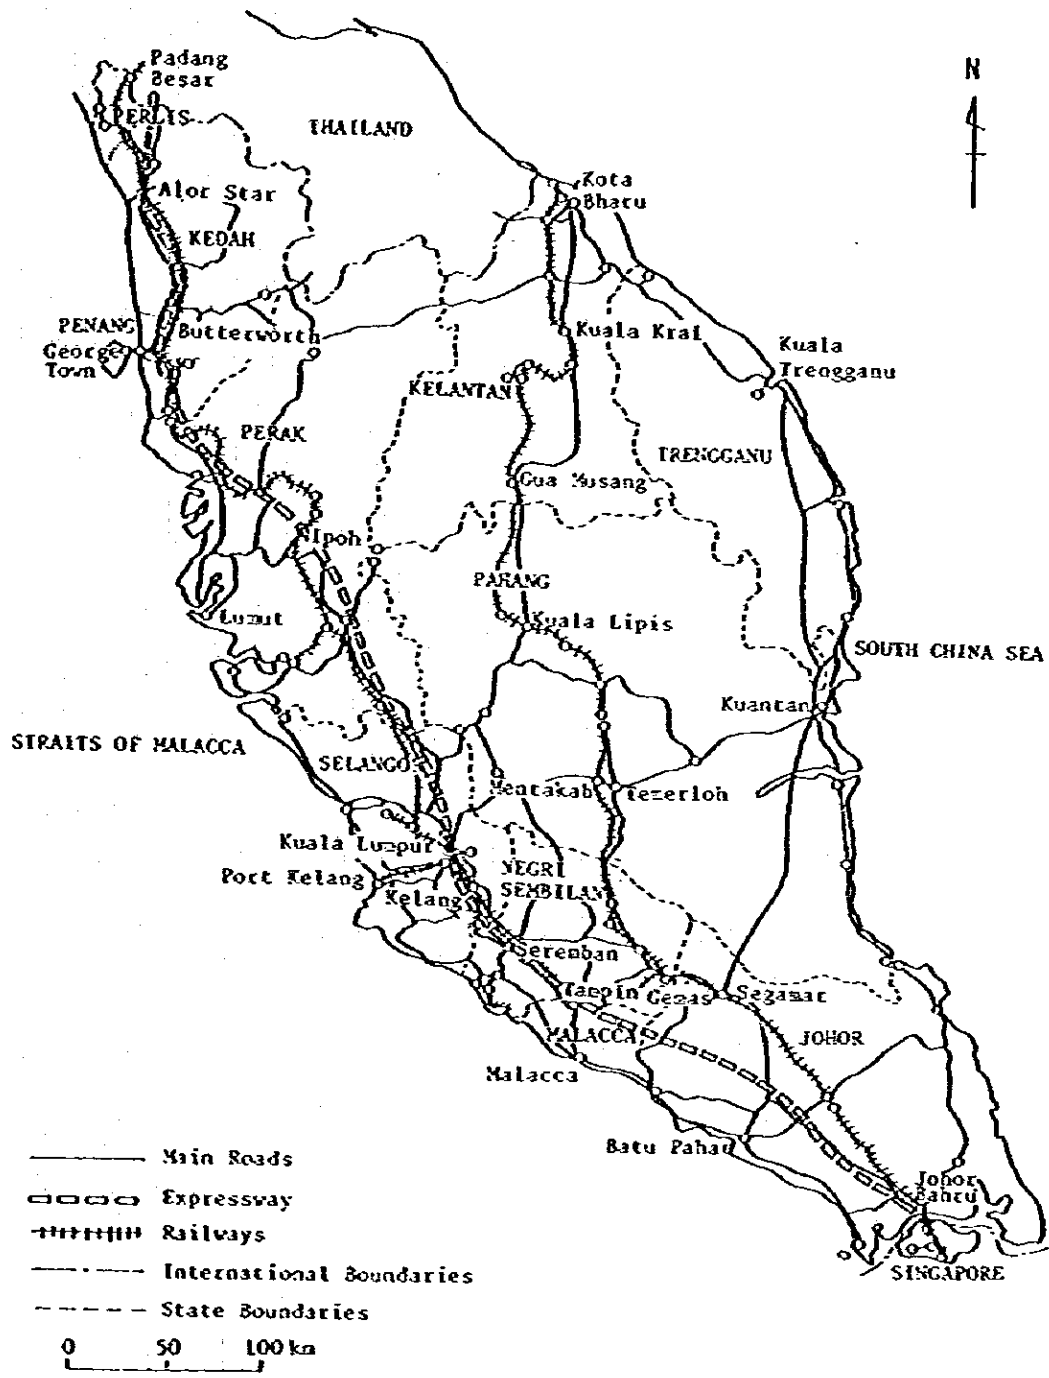 N
Padang
Besar
PERLIS
THAILAND
Kota
Bharu
Alor Star
KEDAH
PENANG
Butterworth
George
Town
Kuala Krai
Kuala
Trengganu
KELANTAN
PERAK
TRENGGANU
Gua Musang
Ipoh
PAHANG
Lumut
Kuala Lipis
SOUTH CHINA SEA
Kuantan
STRAITS OF MALACCA
SELANGO
Mentakab
Temerloh
Kuala Lumpur
Port Kelang
Kelang
NEGRI
SEMBILAN
Seremban
Tampin
Gemas
Segamat
MALACCA
JOHOR
Malacca
Batu Pahat
Johor
Bahru
SINGAPORE
Main Roads
Expressway
Railways
International Boundaries
State Boundaries
0 50 100 km